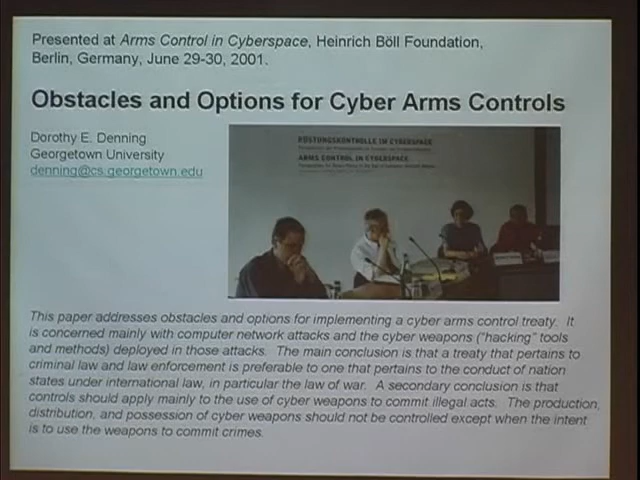 Presented at Arms Control in Cyberspace, Heinrich Böll Foundation,
Berlin, Germany, June 29-30, 2001.
Obstacles and Options for Cyber Arms Controls
Dorothy E. Denning
Georgetown University
denning@cs.georgetown.edu
RÜSTUNGSKONTROLLE IM CYBERSPACE
ARMS CONTROL IN CYBERSPACE
This paper addresses obstacles and options for implementing a cyber arms control treaty. It
is concerned mainly with computer network attacks and the cyber weapons ("hacking" tools
and methods) deployed in those attacks. The main conclusion is that a treaty that pertains to
criminal law and law enforcement is preferable to one that pertains to the conduct of nation
states under international law, in particular the law of war. A secondary conclusion is that
controls should apply mainly to the use of cyber weapons to commit illegal acts. The production,
distribution, and possession of cyber weapons should not be controlled except when the intent
is to use the weapons to commit crimes.